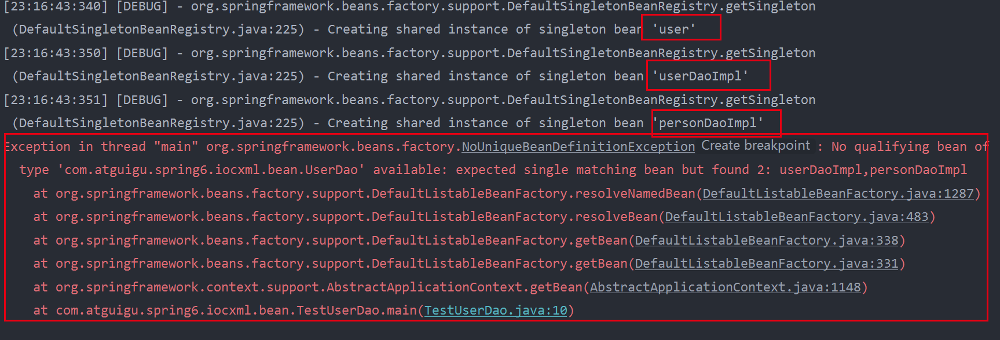 [23:16:43:340] [DEBUG] - org.springframework.beans.factory.support.DefaultSingletonBeanRegistry.getSingleton
(DefaultSingletonBeanRegistry.java:225) - Creating shared instance of singleton bean 'user'
[23:16:43:350] [DEBUG] - org.springframework.beans.factory.support.DefaultSingletonBeanRegistry.getSingleton
(DefaultSingletonBeanRegistry.java:225) - Creating shared instance of singleton bean 'userDaoImpl'
[23:16:43:351] [DEBUG] - org.springframework.beans.factory.support.DefaultSingletonBeanRegistry.getSingleton
(DefaultSingletonBeanRegistry.java:225) - Creating shared instance of singleton bean 'personDaoImpl'
Exception in thread "main" org.springframework.beans.factory.NoUniqueBeanDefinitionException Create breakpoint : No qualifying bean of
type 'com.atguigu.spring6.iocxml.bean.UserDao' available: expected single matching bean but found 2: userDaoImpl,personDaoImpl
at org.springframework.beans.factory.support.DefaultListableBeanFactory.resolveNamedBean(DefaultListableBeanFactory.java:1287)
at org.springframework.beans.factory.support.DefaultListableBeanFactory.resolveBean(DefaultListableBeanFactory.java:483)
at org.springframework.beans.factory.support.DefaultListableBeanFactory.getBean(DefaultListableBeanFactory.java:338)
at org.springframework.beans.factory.support.DefaultListableBeanFactory.getBean(DefaultListableBeanFactory.java:331)
at org.springframework.context.support.AbstractApplicationContext.getBean(AbstractApplicationContext.java:1148)
at com.atguigu.spring6.iocxml.bean.TestUserDao.main(TestUserDao.java:10)